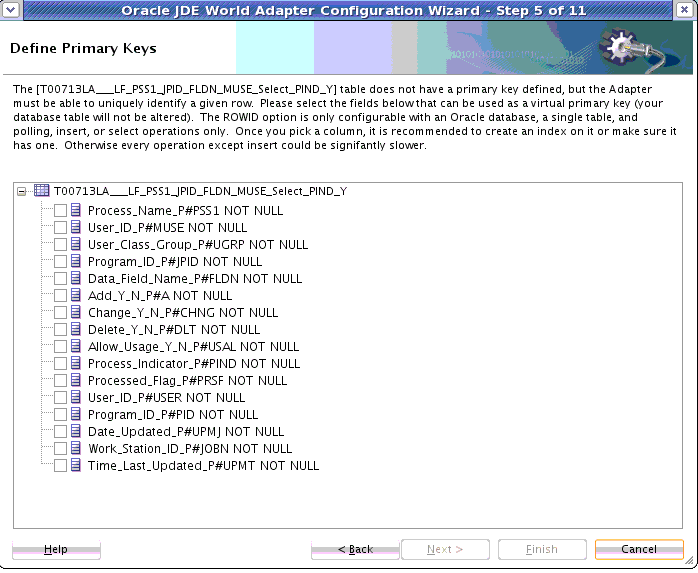 Oracle JDE World Adapter Configuration Wizard - Step 5 of 11
Define Primary Keys
The [T00713LA___LF_PSS1_JPID_FLDN_MUSE_Select_PIND_Y] table does not have a primary key defined, but the Adapter
must be able to uniquely identify a given row. Please select the fields below that can be used as a virtual primary key (your
database table will not be altered). The ROWID option is only configurable with an Oracle database, a single table, and
polling, insert, or select operations only. Once you pick a column, it is recommended to create an index on it or make sure it
has one. Otherwise every operation except insert could be signifantly slower.
T00713LA___LF_PSS1_JPID_FLDN_MUSE_Select_PIND_Y
Process_Name_P#PSS1 NOT NULL
User_ID_P#MUSE NOT NULL
User_Class_Group_P#UGRP NOT NULL
Program_ID_P#JPID NOT NULL
Data_Field_Name_P#FLDN NOT NULL
Add_Y_N_P#A NOT NULL
Change_Y_N_P#CHNG NOT NULL
Delete_Y_N_P#DLT NOT NULL
Allow_Usage_Y_N_P#USAL NOT NULL
Process_Indicator_P#PIND NOT NULL
Processed_Flag_P#PRSF NOT NULL
User_ID_P#USER NOT NULL
Program_ID_P#PID NOT NULL
Date_Updated_P#UPMJ NOT NULL
Work_Station_ID_P#JOBN NOT NULL
Time_Last_Updated_P#UPMT NOT NULL
Help < Back Next > Finish Cancel